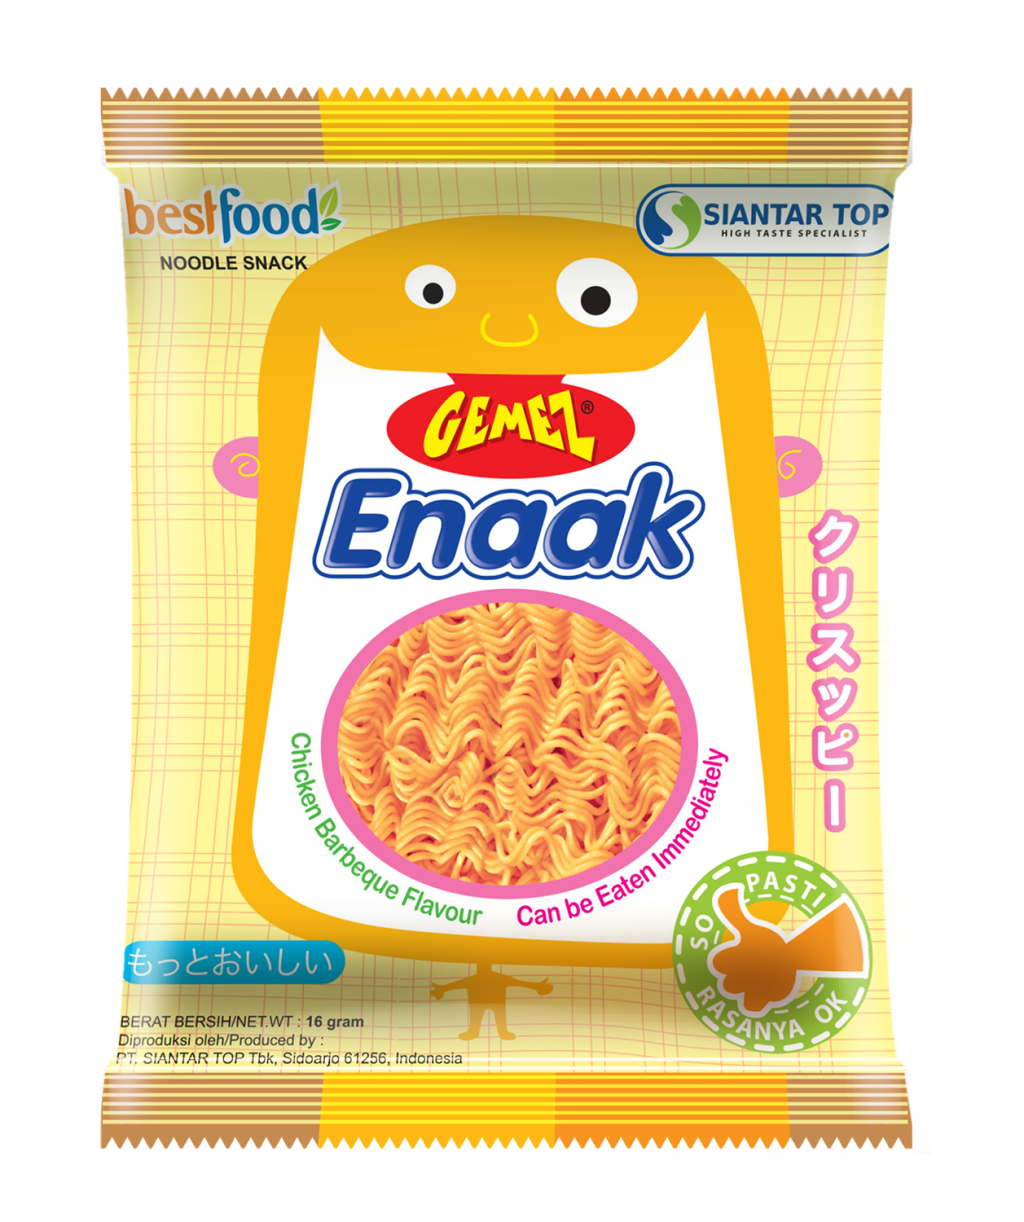 bestfood
NOODLE SNACK
SIANTAR TOP
HIGH TASTE SPECIALIST
GEMEZ®
Enaak
クリスッピー
Chicken Barbeque Flavour
Can be Eaten Immediately
SO PASTI
RASANYA OK
もっとおいしい
BERAT BERSIH/NET.WT : 16 gram
Diproduksi oleh/Produced by :
PT. SIANTAR TOP Tbk, Sidoarjo 61256, Indonesia